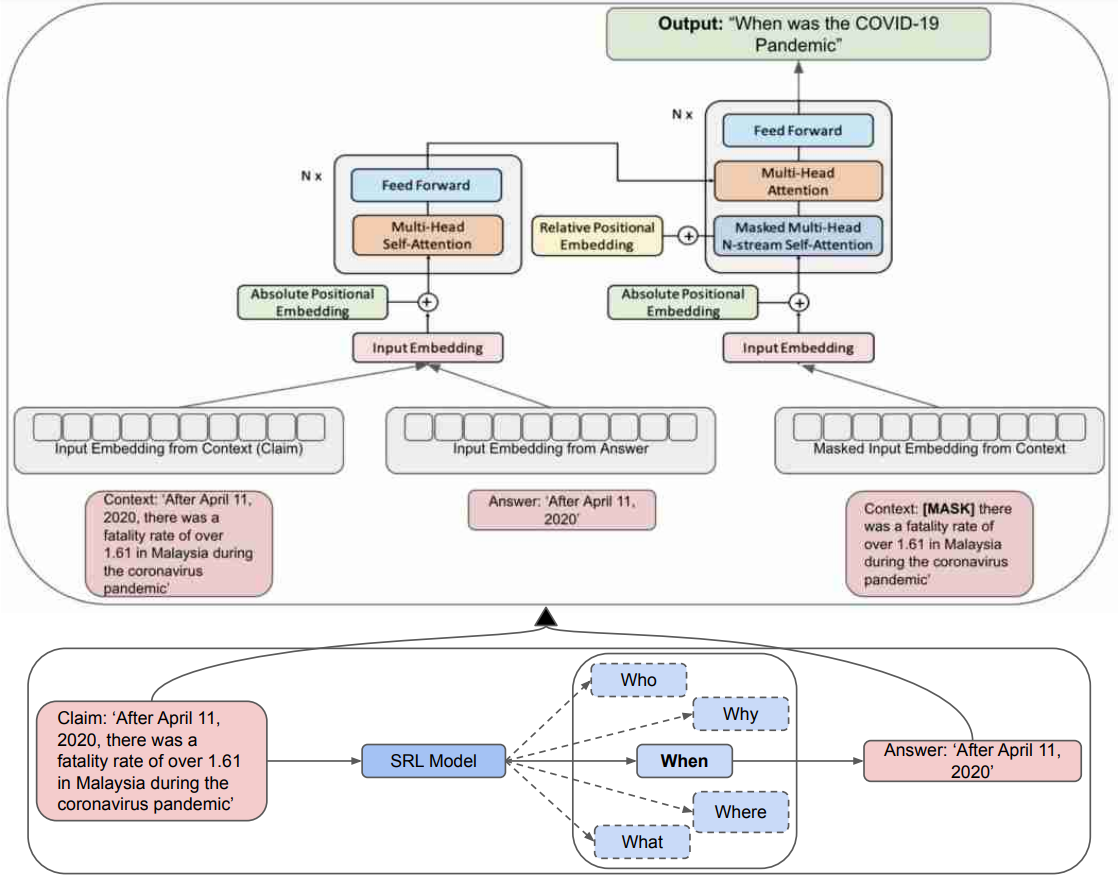 Output: “When was the COVID-19
Pandemic”
N x
Feed Forward
Multi-Head
Attention
Relative Positional
Embedding
Masked Multi-Head
N-stream Self-Attention
N x
Feed Forward
Multi-Head
Self-Attention
Absolute Positional
Embedding
Absolute Positional
Embedding
Input Embedding
Input Embedding
Input Embedding from Context (Claim)
Input Embedding from Answer
Masked Input Embedding from Context
Context: ‘After April 11,
2020, there was a
fatality rate of over
1.61 in Malaysia during
the coronavirus
pandemic’
Answer: ‘After April 11,
2020’
Context: [MASK] there
was a fatality rate of
over 1.61 in Malaysia
during the coronavirus
pandemic’
Claim: ‘After April 11,
2020, there was a
fatality rate of over 1.61
in Malaysia during the
coronavirus pandemic’
SRL Model
Who
Why
When
Where
What
Answer: ‘After April 11,
2020’